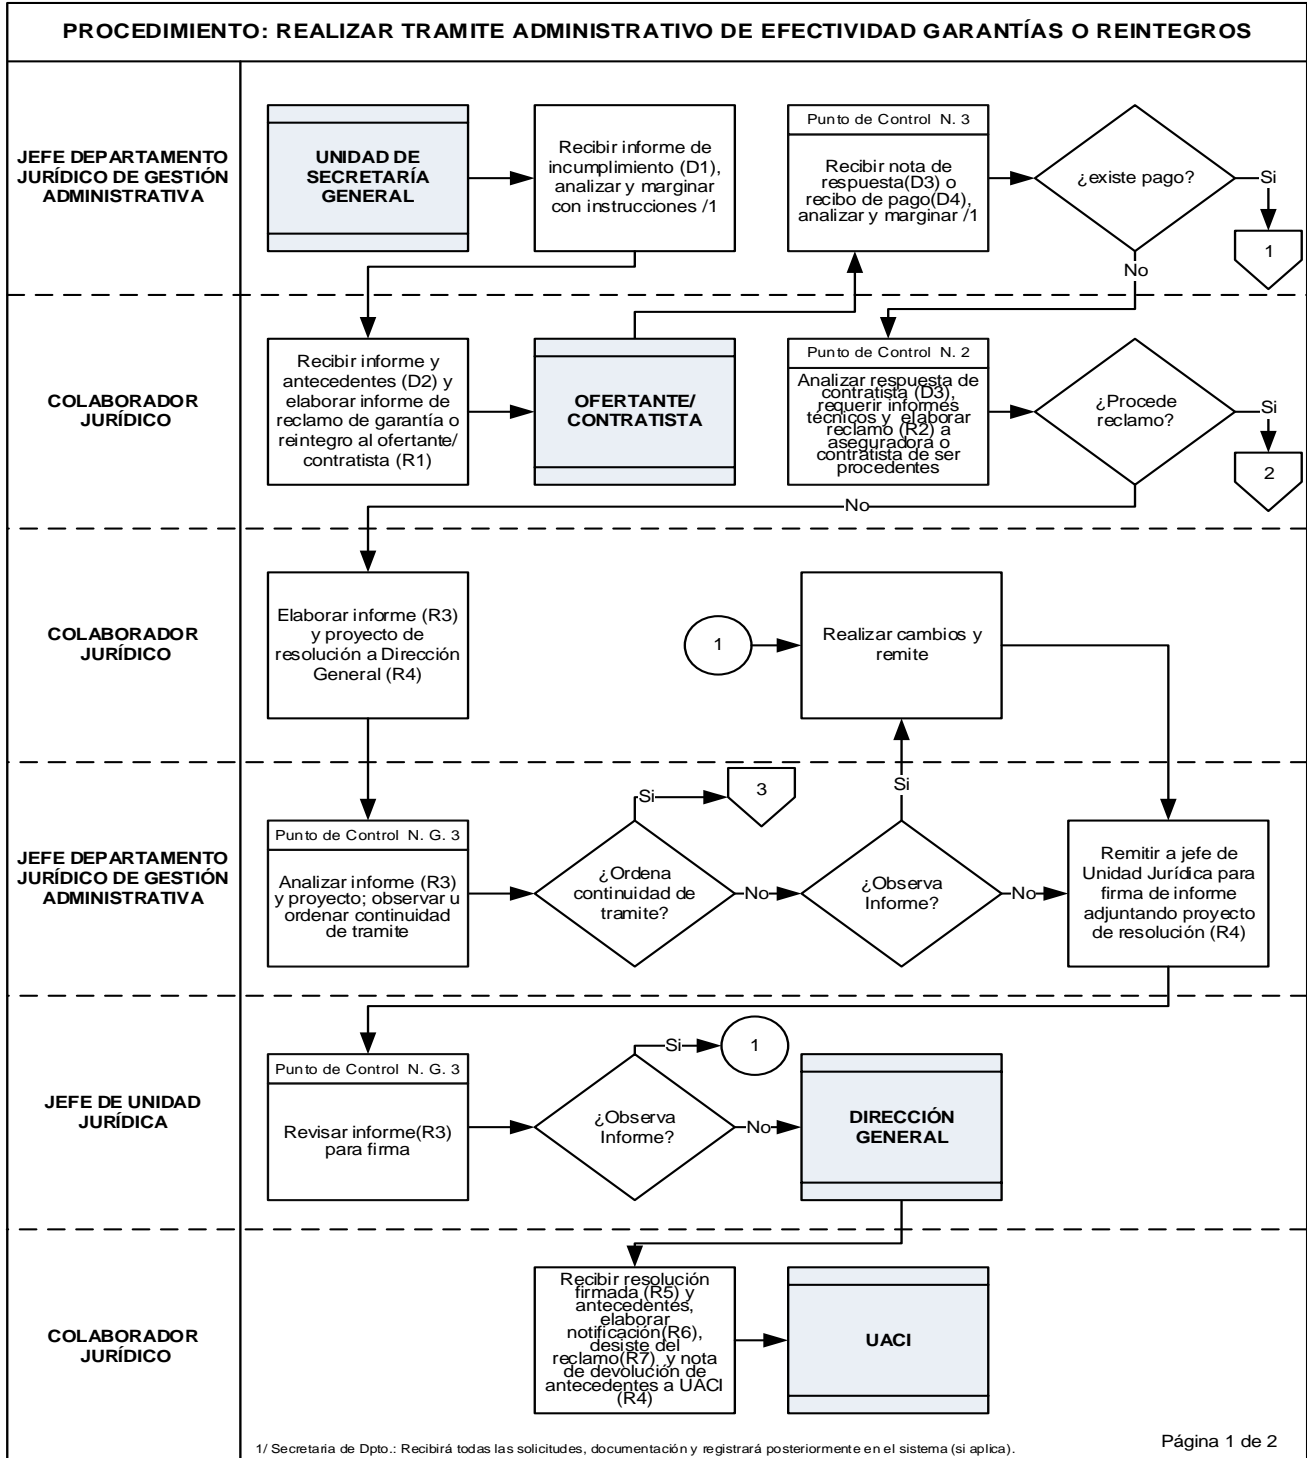 PROCEDIMIENTO: REALIZAR TRAMITE ADMINISTRATIVO DE EFECTIVIDAD GARANTÍAS O REINTEGROS
JEFE DEPARTAMENTO
JURÍDICO DE GESTIÓN
ADMINISTRATIVA
UNIDAD DE
SECRETARÍA
GENERAL
Recibir informe de
incumplimiento (D1),
analizar y marginar
con instrucciones /1
Punto de Control N. 3
Recibir nota de
respuesta(D3) o
recibo de pago(D4),
analizar y marginar /1
¿existe pago?
Si
1
No
COLABORADOR
JURÍDICO
Recibir informe y
antecedentes (D2) y
elaborar informe de
reclamo de garantía o
reintegro al ofertante/
contratista (R1)
OFERTANTE/
CONTRATISTA
Punto de Control N. 2
Analizar respuesta de
contratista (D3),
requerir informes
técnicos y elaborar
reclamo (R2) a
aseguradora o
contratista de ser
procedentes
¿Procede
reclamo?
Si
2
No
COLABORADOR
JURÍDICO
Elaborar informe (R3)
y proyecto de
resolución a Dirección
General (R4)
1
Realizar cambios y
remite
JEFE DEPARTAMENTO
JURÍDICO DE GESTIÓN
ADMINISTRATIVA
Punto de Control N. G. 3
Analizar informe (R3)
y proyecto; observar u
ordenar continuidad
de tramite
¿Ordena
continuidad de
tramite?
Si
3
No
¿Observa
Informe?
Si
No
Remitir a jefe de
Unidad Jurídica para
firma de informe
adjuntando proyecto
de resolución (R4)
JEFE DE UNIDAD
JURÍDICA
Punto de Control N. G. 3
Revisar informe(R3)
para firma
¿Observa
Informe?
Si
1
No
DIRECCIÓN
GENERAL
COLABORADOR
JURÍDICO
Recibir resolución
firmada (R5) y
antecedentes,
elaborar
notificación(R6),
desiste del
reclamo(R7) y nota
de devolución de
antecedentes a UACI
(R4)
UACI
1/ Secretaria de Dpto.: Recibirá todas las solicitudes, documentación y registrará posteriormente en el sistema (si aplica).
Página 1 de 2